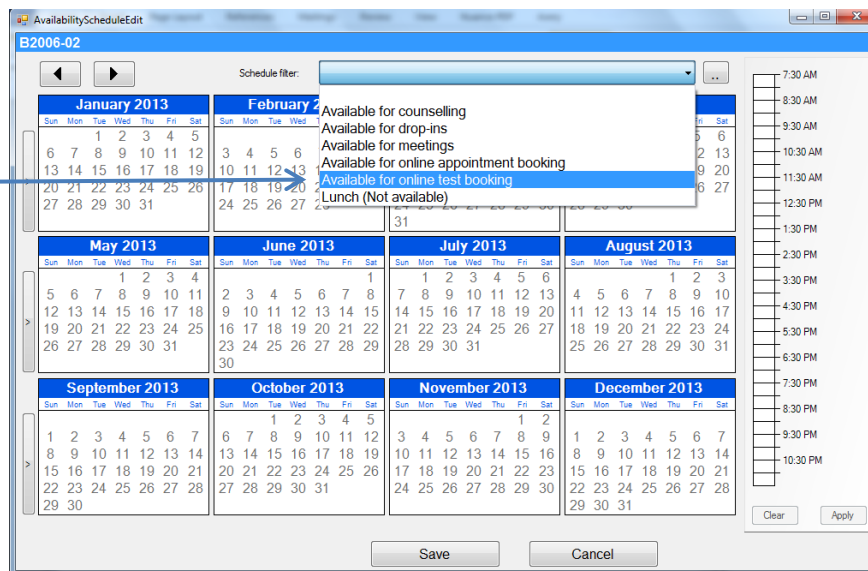 AvailabilityScheduleEdit
B2006-02
Schedule filter:
..
Available for counselling
Available for drop-ins
Available for meetings
Available for online appointment booking
Available for online test booking
Lunch (Not available)
January 2013
Sun Mon Tue Wed Thu Fri Sat
1 2 3 4 5
6 7 8 9 10 11 12
13 14 15 16 17 18 19
20 21 22 23 24 25 26
27 28 29 30 31
February
Sun Mon Tue Wed Thu
3 4 5 6
10 11 12 13
17 18 19 20
24 25 26 27
31
6
13
20
27
>
May 2013
Sun Mon Tue Wed Thu Fri Sat
1 2 3 4
5 6 7 8 9 10 11
12 13 14 15 16 17 18
19 20 21 22 23 24 25
26 27 28 29 30 31
June 2013
Sun Mon Tue Wed Thu Fri Sat
1
2 3 4 5 6 7 8
9 10 11 12 13 14 15
16 17 18 19 20 21 22
23 24 25 26 27 28 29
30
July 2013
Sun Mon Tue Wed Thu Fri Sat
1 2 3 4 5 6
7 8 9 10 11 12 13
14 15 16 17 18 19 20
21 22 23 24 25 26 27
28 29 30 31
August 2013
Sun Mon Tue Wed Thu Fri Sat
1 2 3
4 5 6 7 8 9 10
11 12 13 14 15 16 17
18 19 20 21 22 23 24
25 26 27 28 29 30 31
>
September 2013
Sun Mon Tue Wed Thu Fri Sat
1 2 3 4 5 6 7
8 9 10 11 12 13 14
15 16 17 18 19 20 21
22 23 24 25 26 27 28
29 30
October 2013
Sun Mon Tue Wed Thu Fri Sat
1 2 3 4 5
6 7 8 9 10 11 12
13 14 15 16 17 18 19
20 21 22 23 24 25 26
27 28 29 30 31
November 2013
Sun Mon Tue Wed Thu Fri Sat
1 2
3 4 5 6 7 8 9
10 11 12 13 14 15 16
17 18 19 20 21 22 23
24 25 26 27 28 29 30
December 2013
Sun Mon Tue Wed Thu Fri Sat
1 2 3 4 5 6 7
8 9 10 11 12 13 14
15 16 17 18 19 20 21
22 23 24 25 26 27 28
29 30 31
7:30 AM
8:30 AM
9:30 AM
10:30 AM
11:30 AM
12:30 PM
1:30 PM
2:30 PM
3:30 PM
4:30 PM
5:30 PM
6:30 PM
7:30 PM
8:30 PM
9:30 PM
10:30 PM
Clear
Apply
Save
Cancel